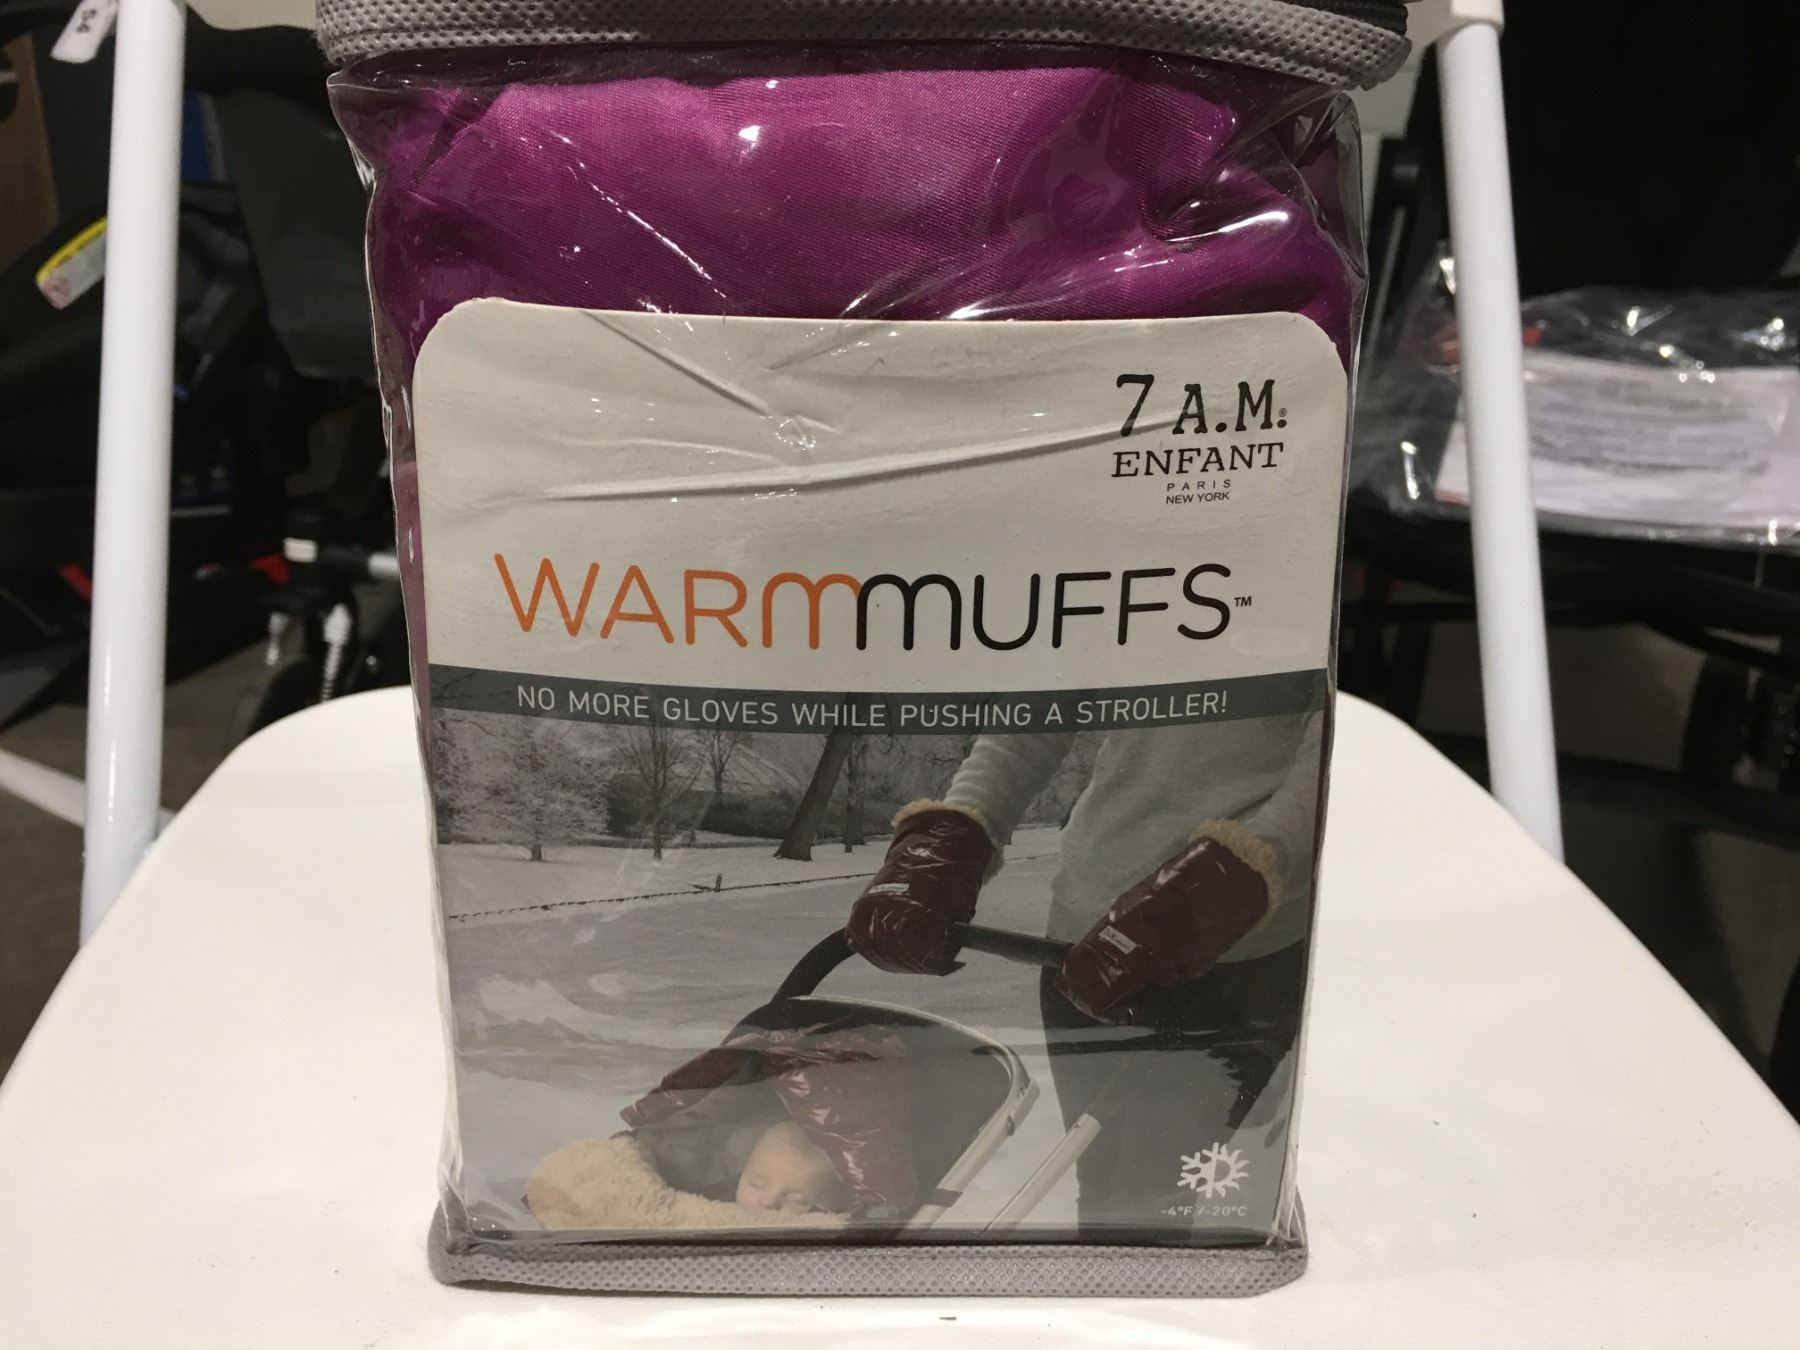 7 A.M.®
ENFANT
PARIS
NEW YORK
WARMMUFFS™
NO MORE GLOVES WHILE PUSHING A STROLLER!
-4°F /-20°C